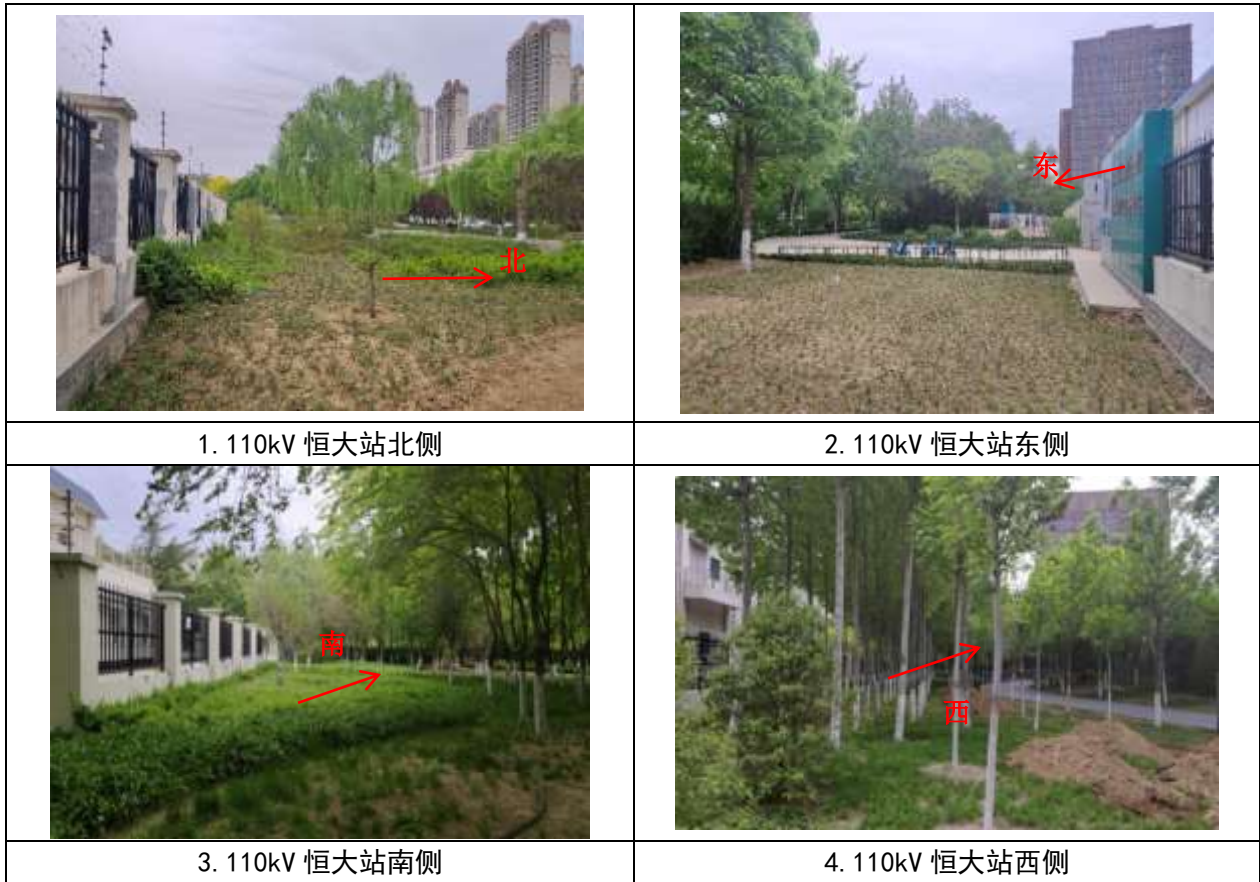 北
东
1.110kV 恒大站北侧
2.110kV 恒大站东侧
南
西
3.110kV 恒大站南侧
4.110kV 恒大站西侧